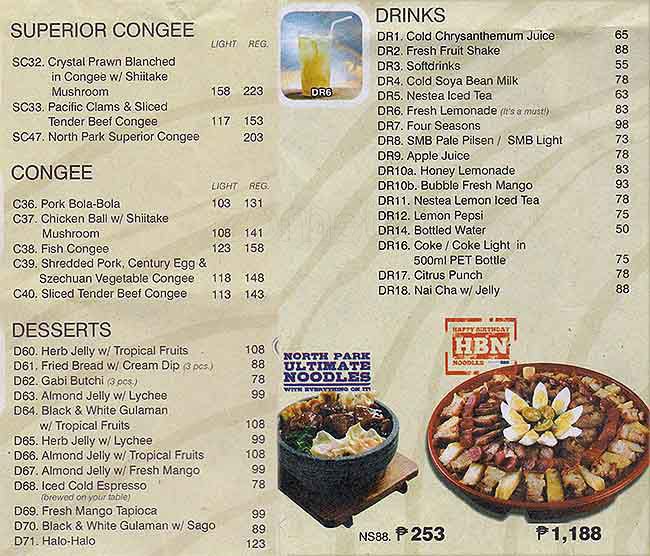 SUPERIOR CONGEE
LIGHT REG.
SC32. Crystal Prawn Blanched
in Congee w/ Shiitake
Mushroom 158 223
SC33. Pacific Clams & Sliced
Tender Beef Congee 117 153
SC47. North Park Superior Congee 203
CONGEE
LIGHT REG.
C36. Pork Bola-Bola 103 131
C37. Chicken Ball w/ Shiitake
Mushroom 108 141
C38. Fish Congee 123 158
C39. Shredded Pork, Century Egg &
Szechuan Vegetable Congee 118 148
C40. Sliced Tender Beef Congee 113 143
DESSERTS
D60. Herb Jelly w/ Tropical Fruits 108
D61. Fried Bread w/ Cream Dip (3 pcs.) 88
D62. Gabi Butchi (3 pcs.) 78
D63. Almond Jelly w/ Lychee 99
D64. Black & White Gulaman
w/ Tropical Fruits 108
D65. Herb Jelly w/ Lychee 99
D66. Almond Jelly w/ Tropical Fruits 108
D67. Almond Jelly w/ Fresh Mango 99
D68. Iced Cold Espresso 78
(brewed on your table)
D69. Fresh Mango Tapioca 99
D70. Black & White Gulaman w/ Sago 89
D71. Halo-Halo 123
DR6
DRINKS
DR1. Cold Chrysanthemum Juice 65
DR2. Fresh Fruit Shake 88
DR3. Softdrinks 55
DR4. Cold Soya Bean Milk 78
DR5. Nestea Iced Tea 63
DR6. Fresh Lemonade (It's a must!) 83
DR7. Four Seasons 98
DR8. SMB Pale Pilsen / SMB Light 73
DR9. Apple Juice 78
DR10a. Honey Lemonade 83
DR10b. Bubble Fresh Mango 93
DR11. Nestea Lemon Iced Tea 78
DR12. Lemon Pepsi 75
DR14. Bottled Water 50
DR16. Coke / Coke Light in
500ml PET Bottle 75
DR17. Citrus Punch 78
DR18. Nai Cha w/ Jelly 88
NORTH PARK
ULTIMATE
NOODLES
WITH EVERYTHING ON IT!
NS88. ₱253
HAPPY BIRTHDAY
HBN
NOODLES
₱1,188